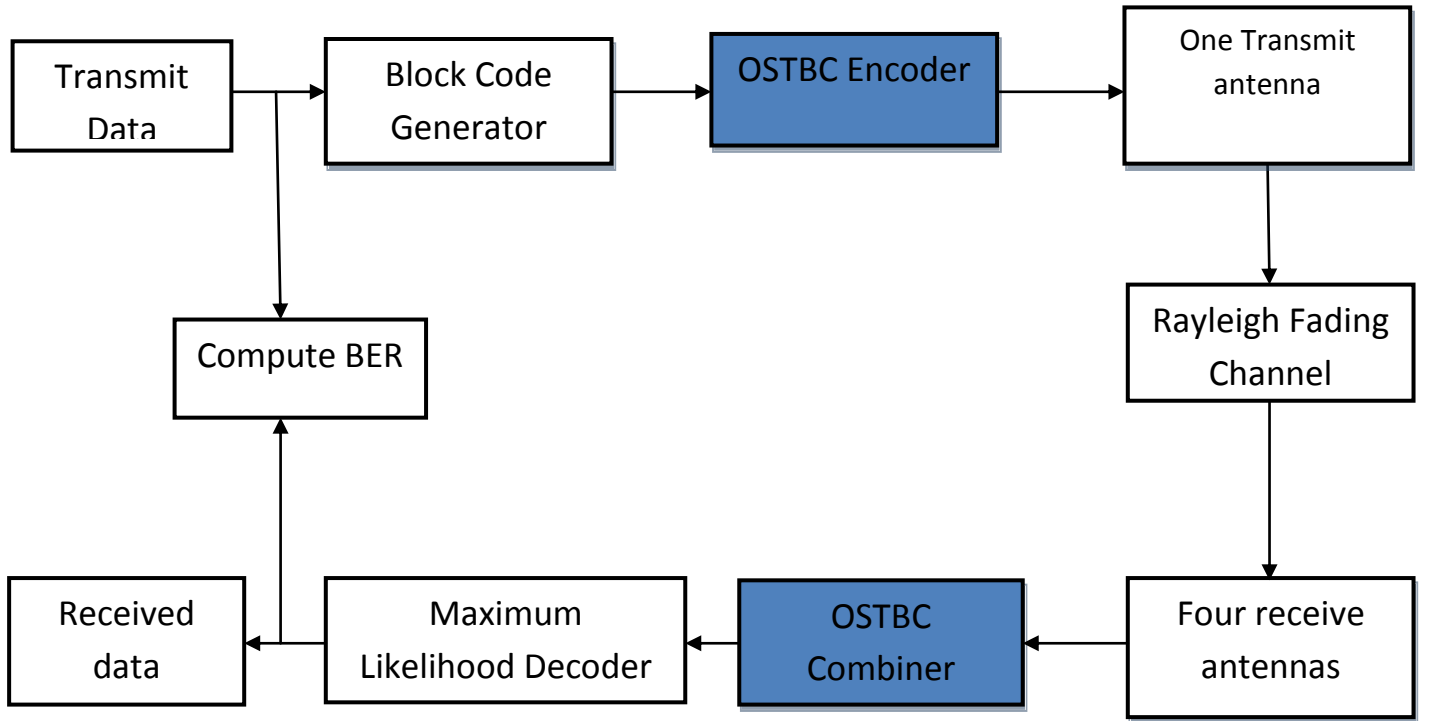 Transmit
Data
Block Code
Generator
OSTBC Encoder
One Transmit
antenna
Rayleigh Fading
Channel
Compute BER
Received
data
Maximum
Likelihood Decoder
OSTBC
Combiner
Four receive
antennas